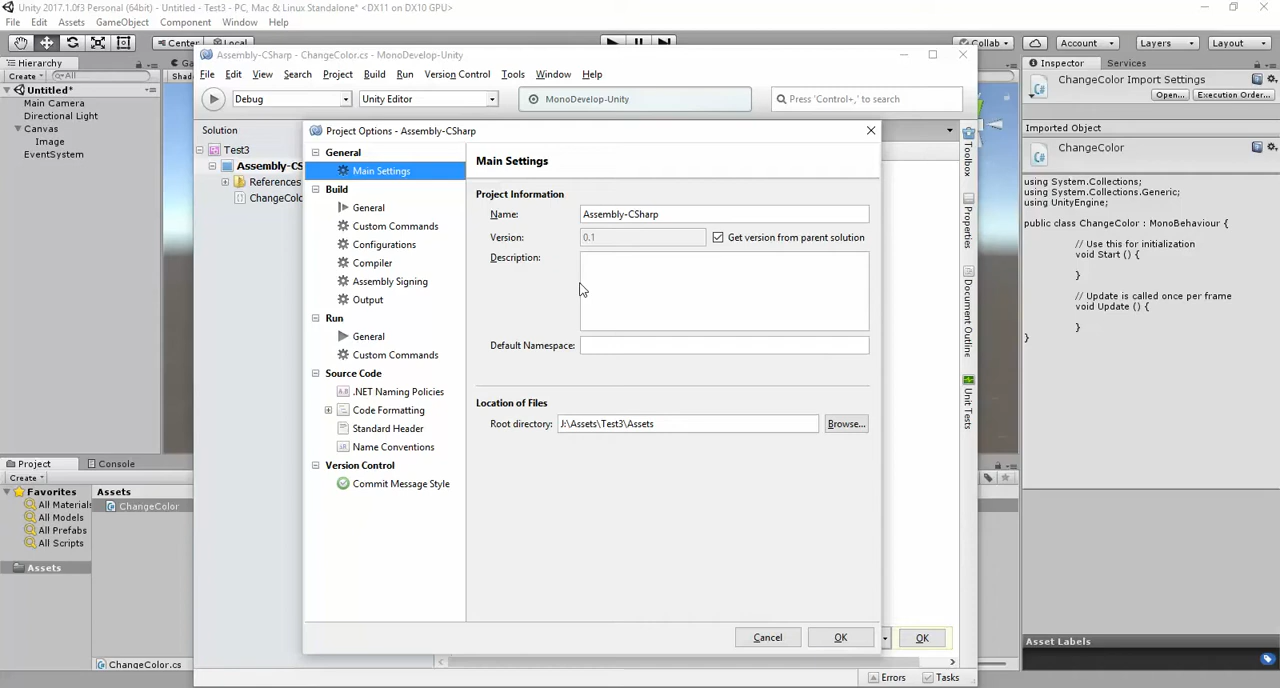 Unity 2017.1.0f3 Personal (64bit) - Untitled - Test3 - PC, Mac & Linux Standalone* <DX11 on DX10 GPU>
File Edit Assets GameObject Component Window Help
Center Local Collab Account Layers Layout
Hierarchy
Create All
Untitled*
Main Camera
Directional Light
Canvas
Image
EventSystem
Shad
Assembly-CSharp - ChangeColor.cs - MonoDevelop-Unity
File Edit View Search Project Build Run Version Control Tools Window Help
Debug Unity Editor MonoDevelop-Unity Press 'Control+,' to search
Solution
Test3
Assembly-CS
References
ChangeColo
Project Options - Assembly-CSharp
General
Main Settings
Build
General
Custom Commands
Configurations
Compiler
Assembly Signing
Output
Run
General
Custom Commands
Source Code
.NET Naming Policies
Code Formatting
Standard Header
Name Conventions
Version Control
Commit Message Style
Main Settings
Project Information
Name: Assembly-CSharp
Version: 0.1 Get version from parent solution
Description:
Default Namespace:
Location of Files
Root directory: J:\Assets\Test3\Assets Browse...
Cancel OK
OK
Errors Tasks
Toolbox
Properties
Document Outline
Unit Tests
Inspector Services
ChangeColor Import Settings
Open... Execution Order...
Imported Object
ChangeColor
using System.Collections;
using System.Collections.Generic;
using UnityEngine;
public class ChangeColor : MonoBehaviour {
// Use this for initialization
void Start () {
}
// Update is called once per frame
void Update () {
}
}
Asset Labels
Project Console
Create
Favorites
All Materials
All Models
All Prefabs
All Scripts
Assets
Assets
ChangeColor
ChangeColor.cs